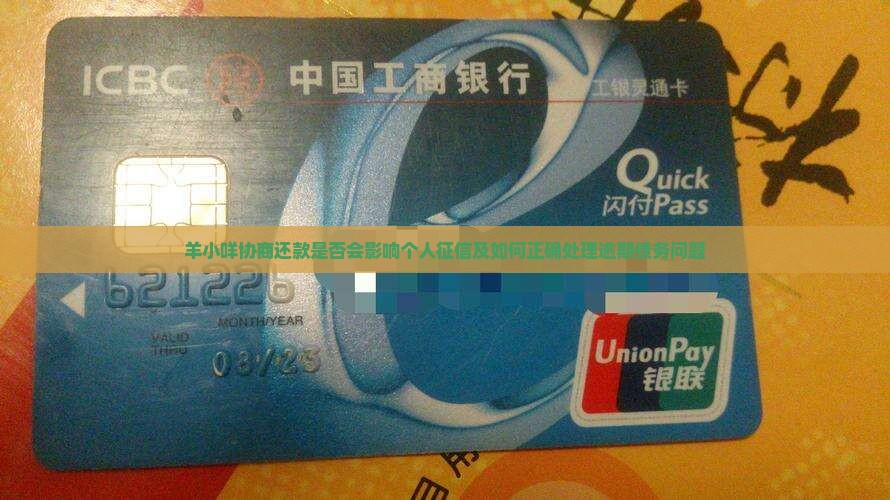 ICBC 中国工商银行
工银灵通卡
Quick
闪付Pass
羊小咩协商还款是否会影响个人征信及如何正确处理逾期债务问题
621226
MONTH/YEAR
VALID
THRU
08/25
UnionPay
银联